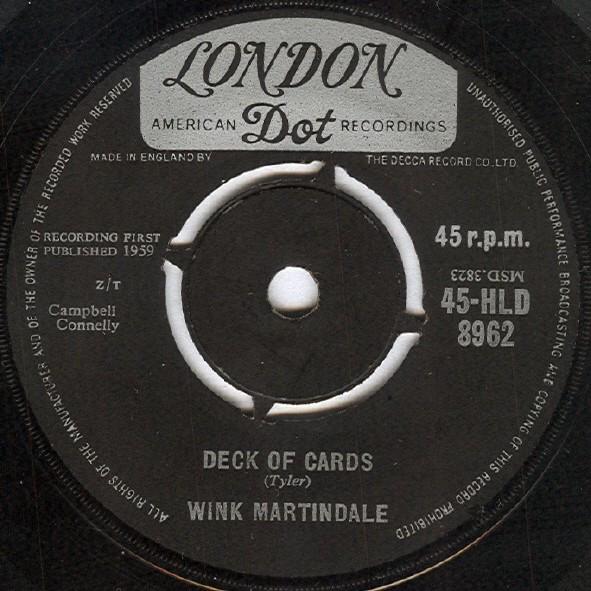 LONDON
AMERICAN Dot RECORDINGS
MADE IN ENGLAND BY THE DECCA RECORD CO., LTD.
ALL RIGHTS OF THE MANUFACTURER AND OF THE OWNER OF THE RECORDED WORK RESERVED
UNAUTHORISED PUBLIC PERFORMANCE BROADCASTING AND COPYING OF THIS RECORD PROHIBITED
RECORDING FIRST
PUBLISHED 1959
Z/T
Campbell
Connelly
45 r.p.m.
MSD.3823
45-HLD
8962
DECK OF CARDS
(Tyler)
WINK MARTINDALE